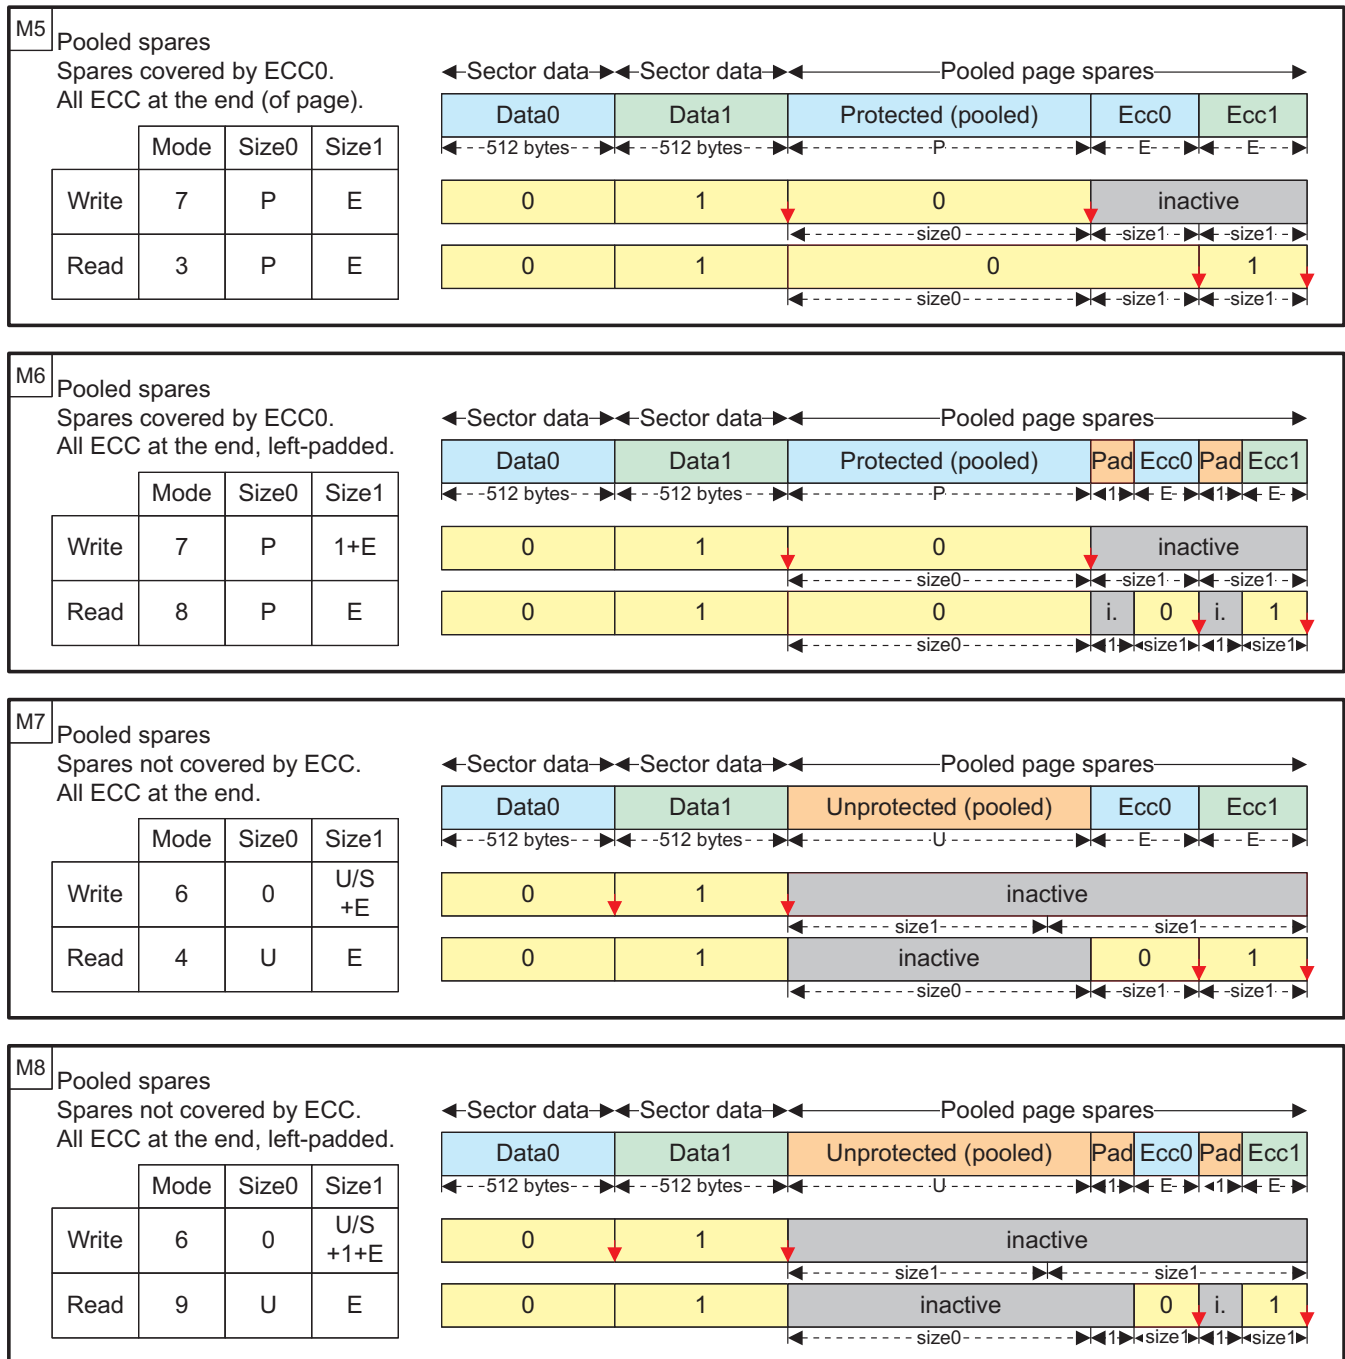 M5
Pooled spares
Spares covered by ECC0.
All ECC at the end (of page).
Mode Size0 Size1
Write 7 P E
Read 3 P E
Sector data Sector data Pooled page spares
Data0 Data1 Protected (pooled) Ecc0 Ecc1
512 bytes 512 bytes P E E
0 1 0 inactive
size0 size1 size1
0 1 0 1
size0 size1 size1
M6
Pooled spares
Spares covered by ECC0.
All ECC at the end, left-padded.
Mode Size0 Size1
Write 7 P 1+E
Read 8 P E
Sector data Sector data Pooled page spares
Data0 Data1 Protected (pooled) Pad Ecc0 Pad Ecc1
512 bytes 512 bytes P 1 E 1 E
0 1 0 inactive
size0 size1 size1
0 1 0 i. 0 i. 1
size0 1 size1 1 size1
M7
Pooled spares
Spares not covered by ECC.
All ECC at the end.
Mode Size0 Size1
Write 6 0 U/S
+E
Read 4 U E
Sector data Sector data Pooled page spares
Data0 Data1 Unprotected (pooled) Ecc0 Ecc1
512 bytes 512 bytes U E E
0 1 inactive
size1 size1
0 1 inactive 0 1
size0 size1 size1
M8
Pooled spares
Spares not covered by ECC.
All ECC at the end, left-padded.
Mode Size0 Size1
Write 6 0 U/S
+1+E
Read 9 U E
Sector data Sector data Pooled page spares
Data0 Data1 Unprotected (pooled) Pad Ecc0 Pad Ecc1
512 bytes 512 bytes U 1 E 1 E
0 1 inactive
size1 size1
0 1 inactive 0 i. 1
size0 1 size1 1 size1